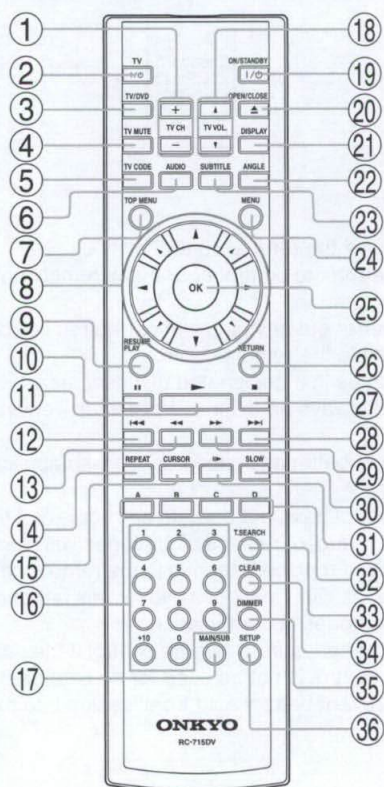 ① ⑱
TV ON/STANDBY
② I/⏻ I/⏻ ⑲
TV/DVD + ▲ OPEN/CLOSE
③ ⏏ ⑳
TV MUTE TV CH TV VOL. DISPLAY
④ − ▼ ㉑
TV CODE AUDIO SUBTITLE ANGLE
⑤ ㉒
⑥ ㉓
TOP MENU MENU
⑦ ㉔
⑧ OK ㉕
⑨ RESUME PLAY RETURN ㉖
⑩ ㉗
⑪
⑫ ㉘
⑬ ㉙
REPEAT CURSOR SLOW
⑭ ㉚
⑮ ㉛
A B C D
㉜
1 2 3 T.SEARCH
⑯ ㉝
4 5 6 CLEAR
㉞
7 8 9 DIMMER
㉟
+10 0 MAIN/SUB SETUP
⑰ ㊱
ONKYO
RC-715DV